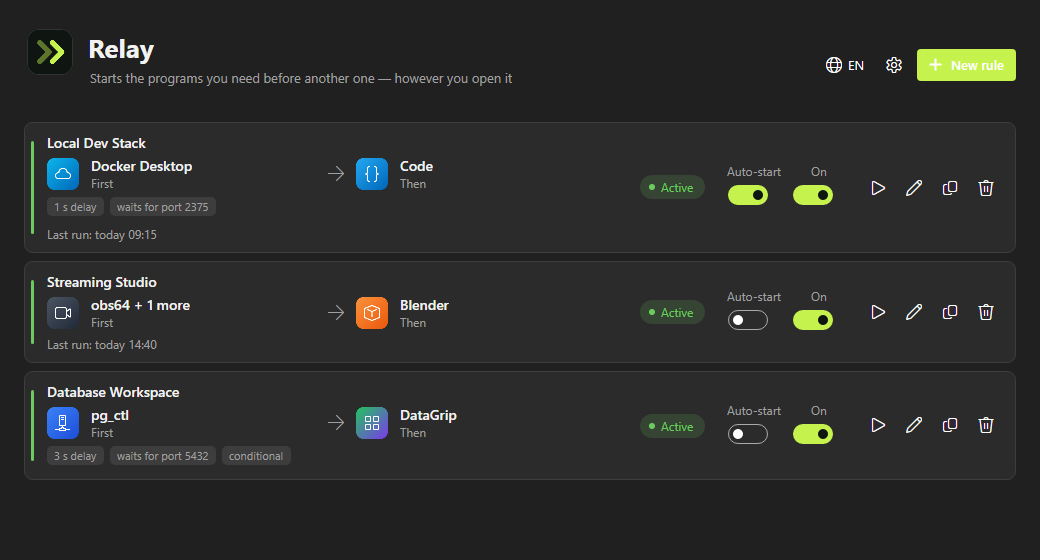 Relay
Starts the programs you need before another one — however you open it
EN
New rule
Local Dev Stack
Docker Desktop
First
Code
Then
1 s delay
waits for port 2375
Last run: today 09:15
Active
Auto-start
On
Streaming Studio
obs64 + 1 more
First
Blender
Then
Last run: today 14:40
Active
Auto-start
On
Database Workspace
pg_ctl
First
DataGrip
Then
3 s delay
waits for port 5432
conditional
Active
Auto-start
On